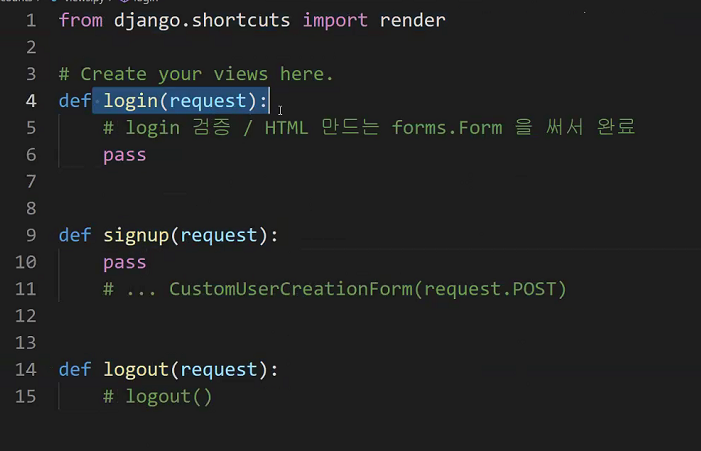 1 from django.shortcuts import render
2
3 # Create your views here.
4 def login(request):
5 # login 검증 / HTML 만드는 forms.Form 을 써서 완료
6 pass
7
8
9 def signup(request):
10 pass
11 # ... CustomUserCreationForm(request.POST)
12
13
14 def logout(request):
15 # logout()